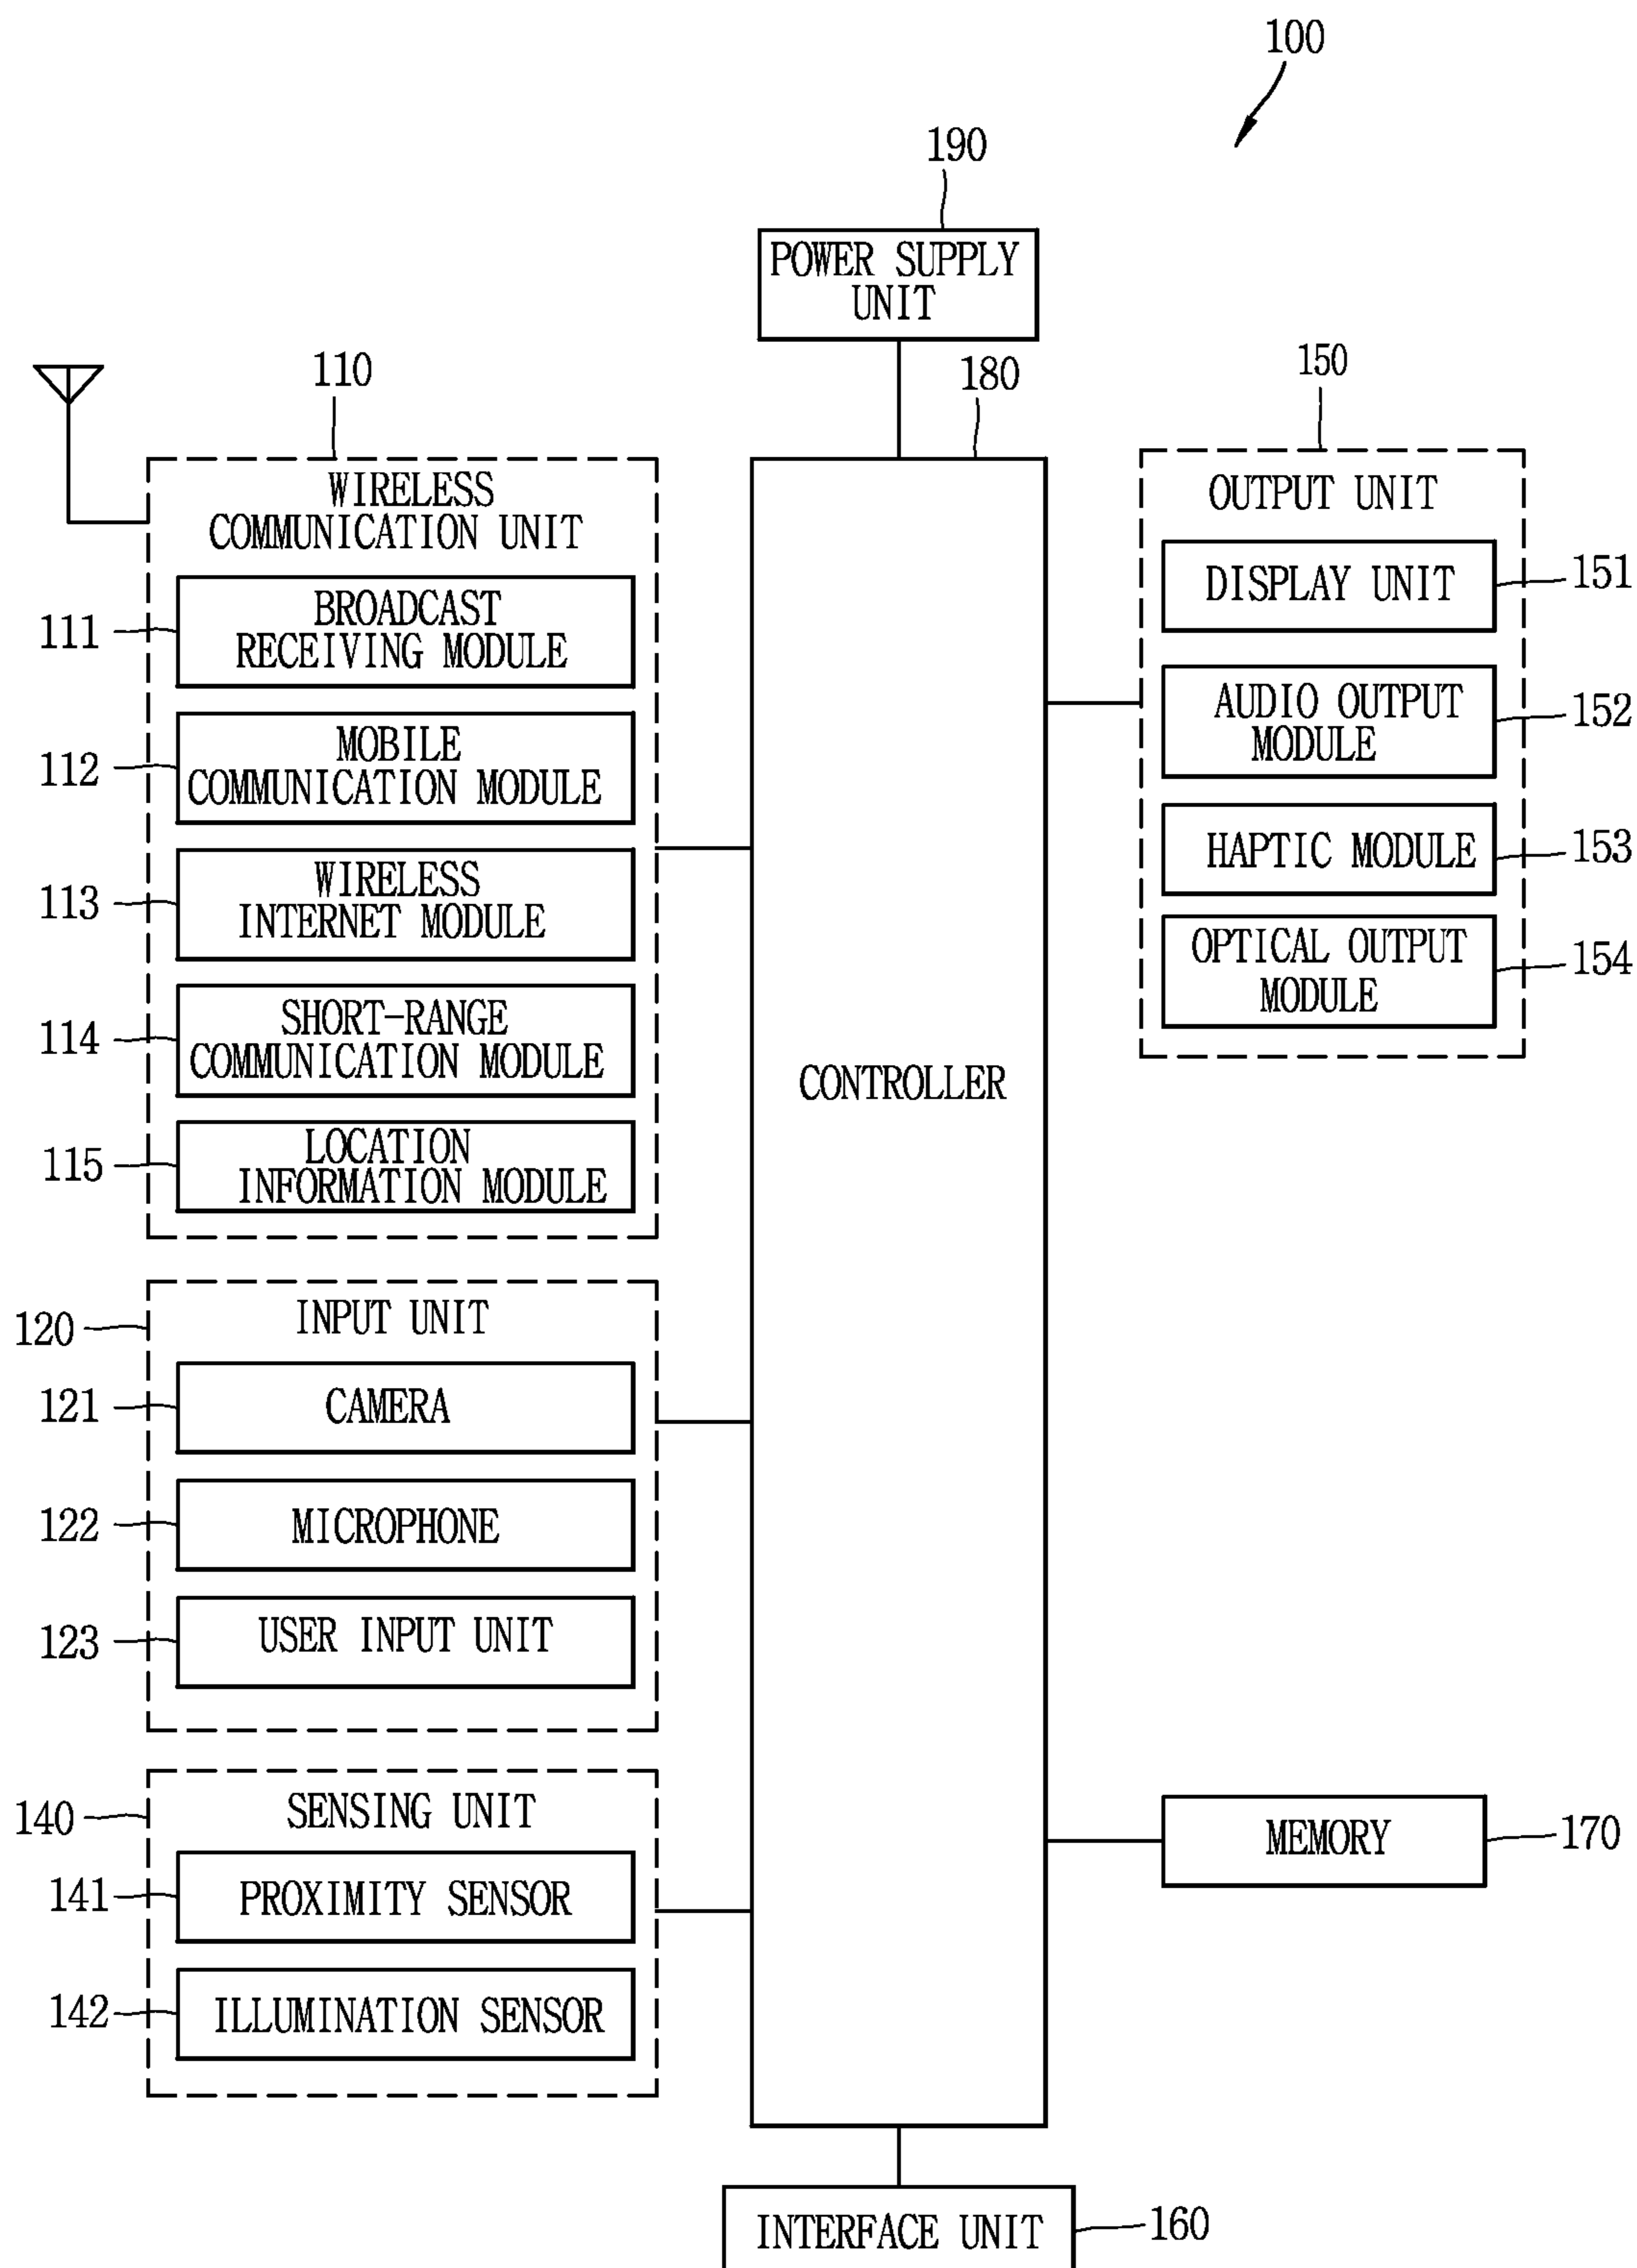 100
190
POWER SUPPLY
UNIT
110
180
150
WIRELESS
COMMUNICATION UNIT
OUTPUT UNIT
111
BROADCAST
RECEIVING MODULE
112
MOBILE
COMMUNICATION MODULE
113
WIRELESS
INTERNET MODULE
114
SHORT-RANGE
COMMUNICATION MODULE
115
LOCATION
INFORMATION MODULE
CONTROLLER
DISPLAY UNIT
151
AUDIO OUTPUT
MODULE
152
HAPTIC MODULE
153
OPTICAL OUTPUT
MODULE
154
120
INPUT UNIT
121
CAMERA
122
MICROPHONE
123
USER INPUT UNIT
140
SENSING UNIT
141
PROXIMITY SENSOR
142
ILLUMINATION SENSOR
MEMORY
170
INTERFACE UNIT
160